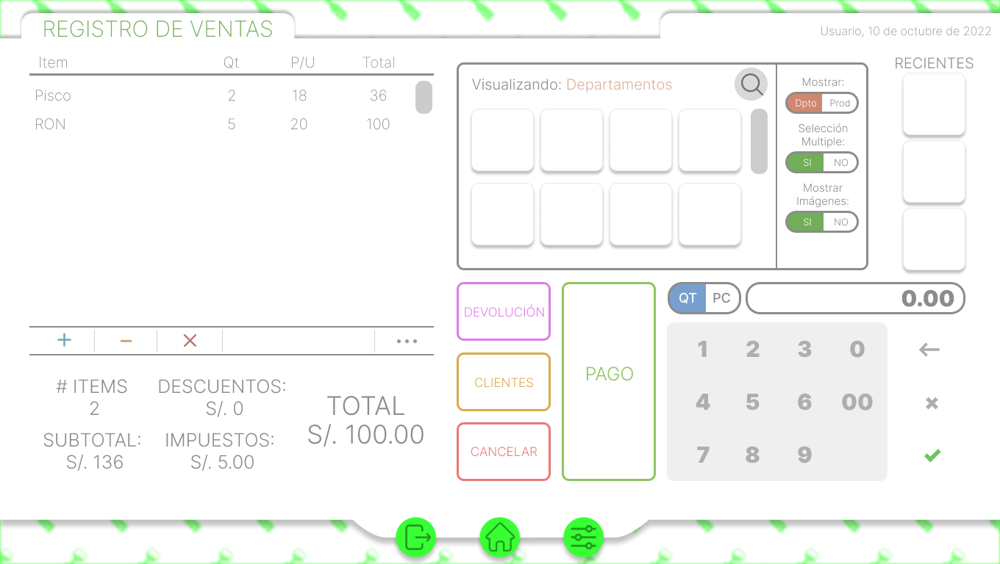 REGISTRO DE VENTAS
Usuario, 10 de octubre de 2022
Item Qt P/U Total
Pisco 2 18 36
RON 5 20 100
# ITEMS
2
DESCUENTOS:
S/. 0
SUBTOTAL:
S/. 136
IMPUESTOS:
S/. 5.00
TOTAL
S/. 100.00
Visualizando: Departamentos
Mostrar:
Dpto Prod
Selección
Multiple:
SI NO
Mostrar
Imágenes:
SI NO
RECIENTES
DEVOLUCIÓN
CLIENTES
CANCELAR
PAGO
QT PC
0.00
1 2 3 0
4 5 6 00
7 8 9